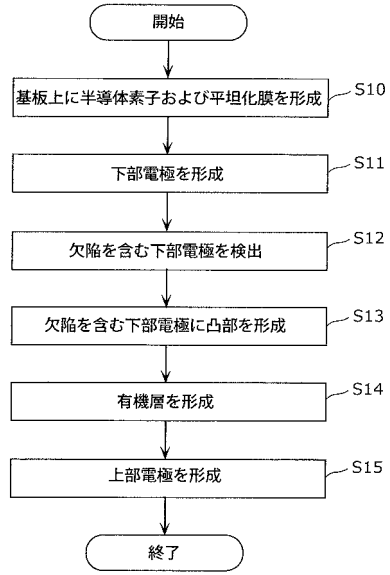 開始
基板上に半導体素子および平坦化膜を形成 S10
下部電極を形成 S11
欠陥を含む下部電極を検出 S12
欠陥を含む下部電極に凸部を形成 S13
有機層を形成 S14
上部電極を形成 S15
終了